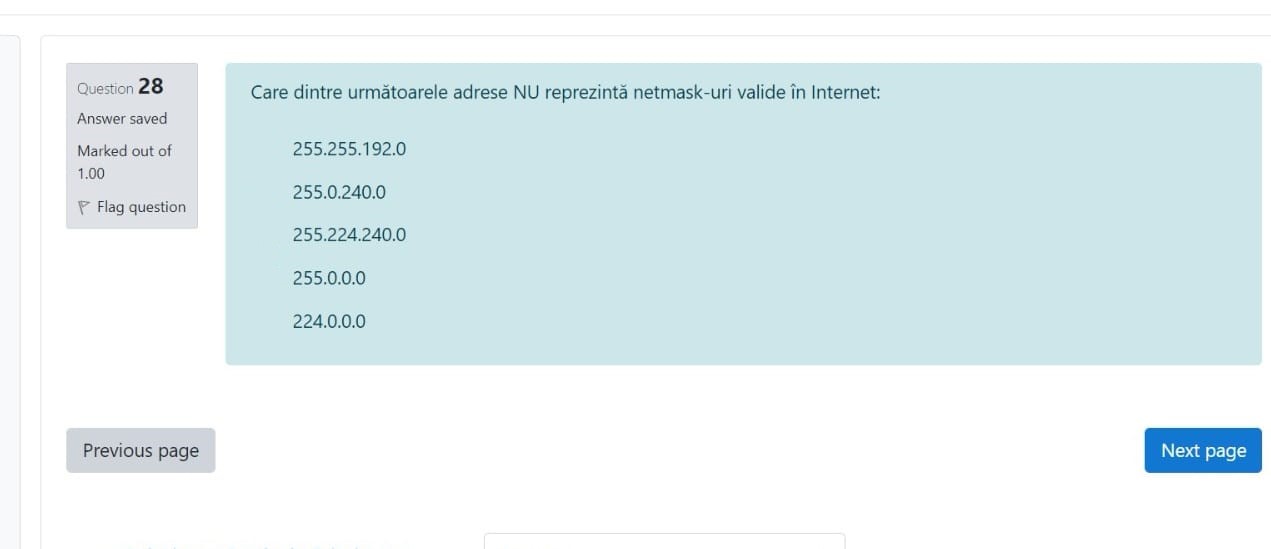 Question 28
Answer saved
Marked out of
1.00
Flag question
Care dintre următoarele adrese NU reprezintă netmask-uri valide în Internet:
255.255.192.0
255.0.240.0
255.224.240.0
255.0.0.0
224.0.0.0
Previous page
Next page